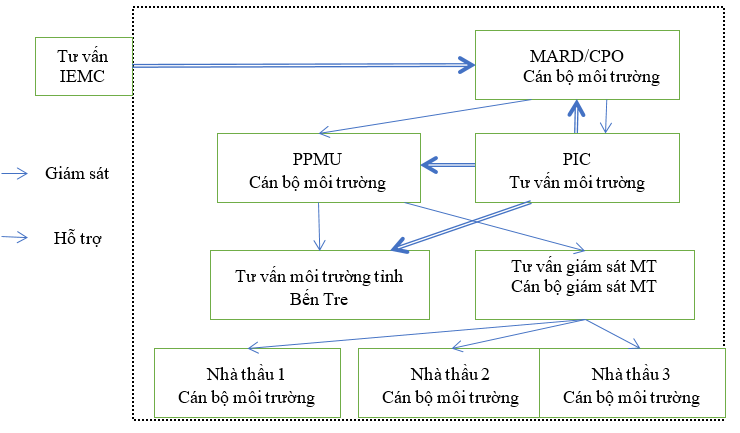 Tư vấn
IEMC
MARD/CPO
Cán bộ môi trường
PPMU
Cán bộ môi trường
PIC
Tư vấn môi trường
Giám sát
Hỗ trợ
Tư vấn môi trường tỉnh
Bến Tre
Tư vấn giám sát MT
Cán bộ giám sát MT
Nhà thầu 1
Cán bộ môi trường
Nhà thầu 2
Cán bộ môi trường
Nhà thầu 3
Cán bộ môi trường